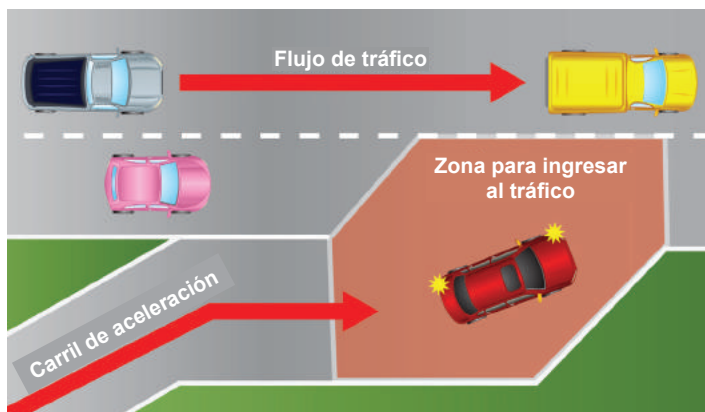 Flujo de tráfico
Zona para ingresar
al tráfico
Carril de aceleración